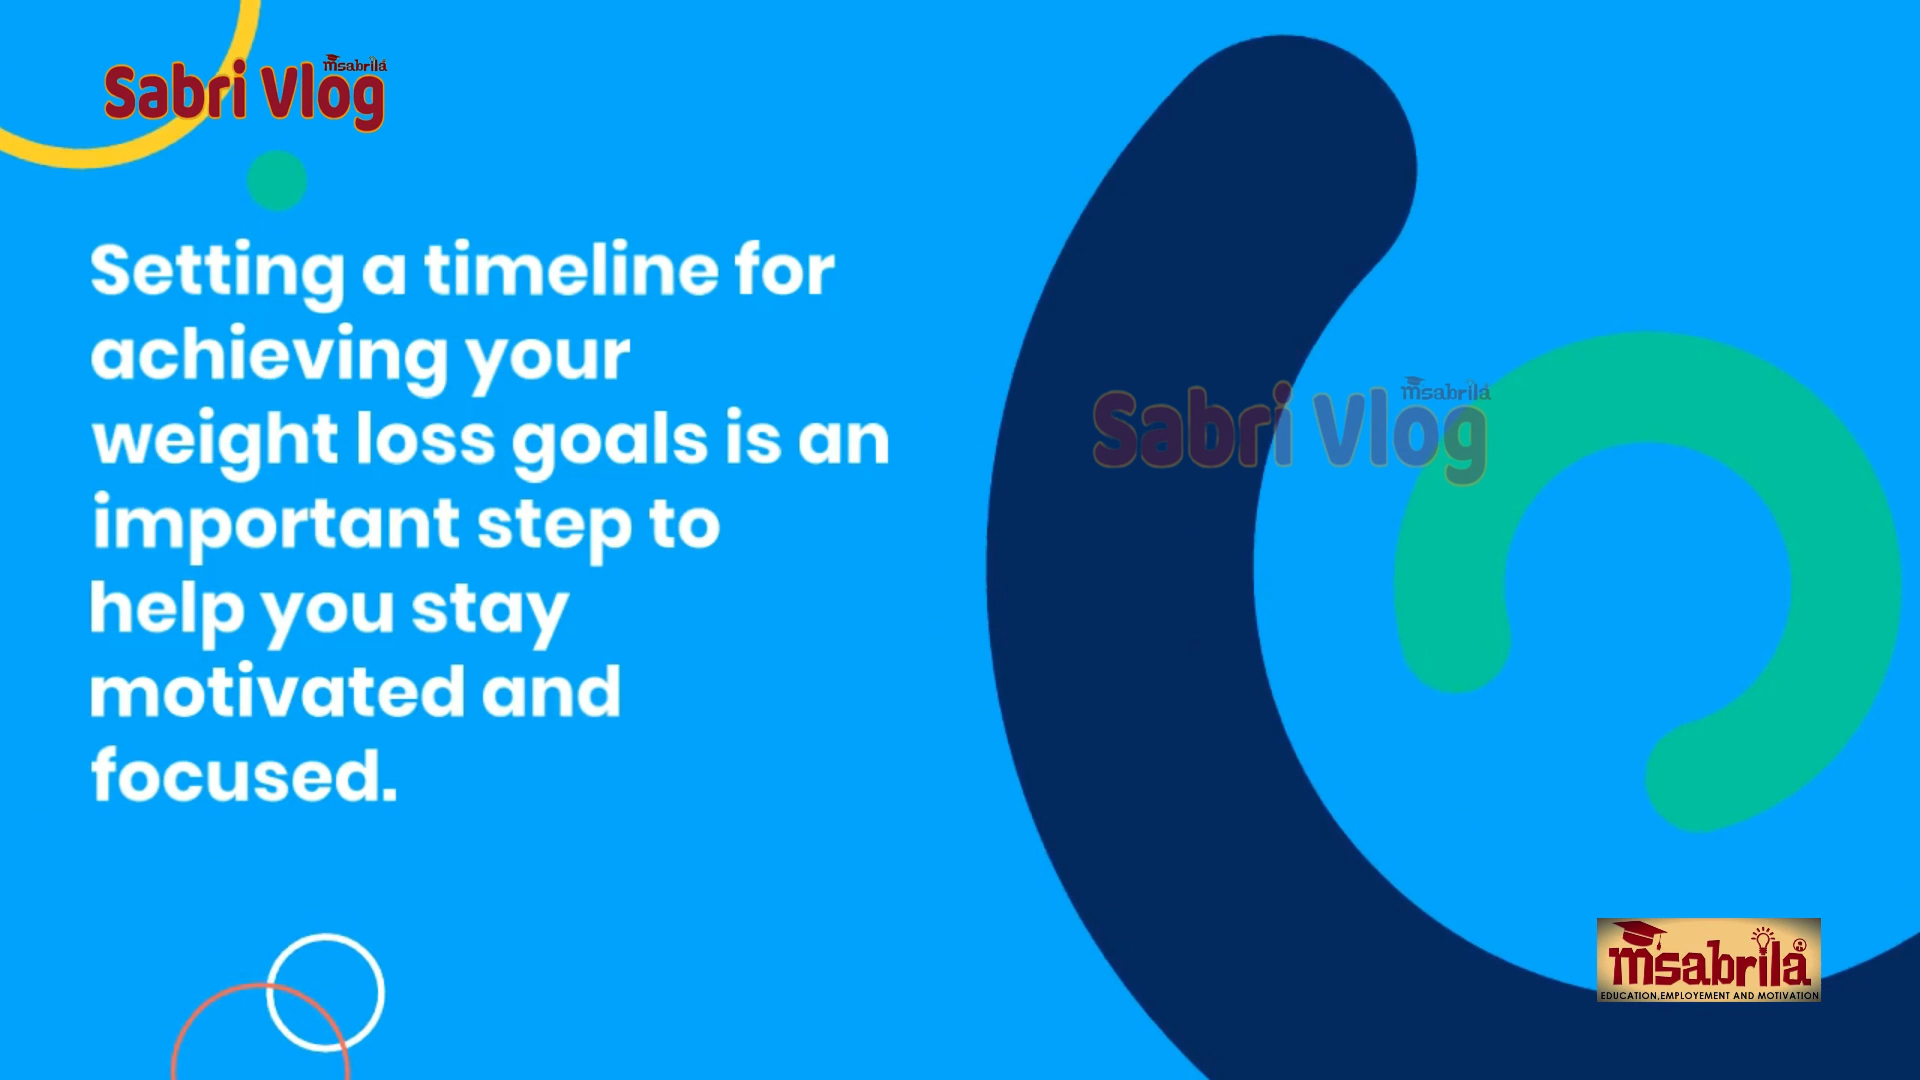 msabrila
Sabri Vlog
Setting a timeline for
achieving your
weight loss goals is an
important step to
help you stay
motivated and
focused.
msabrila
Sabri Vlog
msabrila
EDUCATION,EMPLOYEMENT AND MOTIVATION